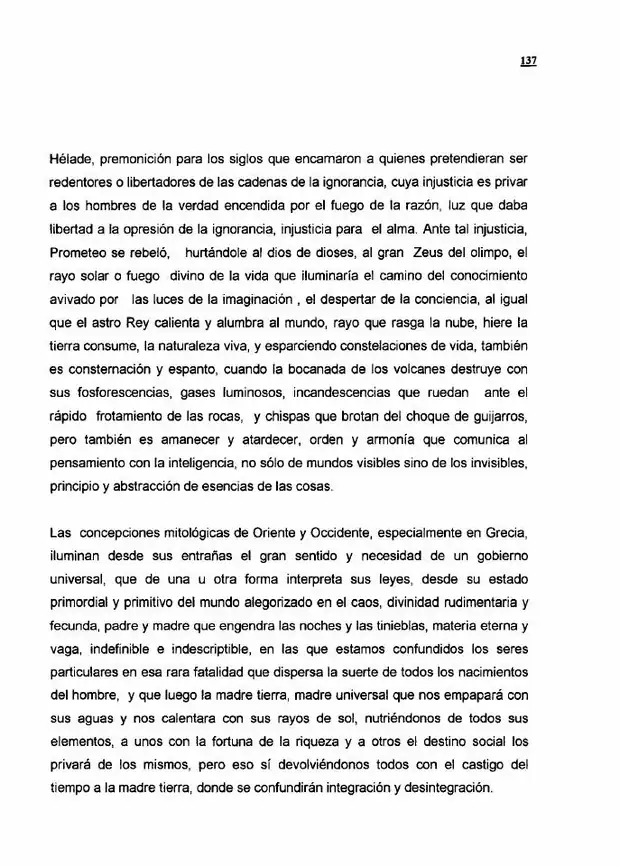 137
Hélade, premonición para los siglos que encarnaron a quienes pretendieran ser
redentores o libertadores de las cadenas de la ignorancia, cuya injusticia es privar
a los hombres de la verdad encendida por el fuego de la razón, luz que daba
libertad a la opresión de la ignorancia, injusticia para el alma. Ante tal injusticia,
Prometeo se rebeló, hurtándole al dios de dioses, al gran Zeus del olimpo, el
rayo solar o fuego divino de la vida que iluminaría el camino del conocimiento
avivado por las luces de la imaginación , el despertar de la conciencia, al igual
que el astro Rey calienta y alumbra al mundo, rayo que rasga la nube, hiere la
tierra consume, la naturaleza viva, y esparciendo constelaciones de vida, también
es consternación y espanto, cuando la bocanada de los volcanes destruye con
sus fosforescencias, gases luminosos, incandescencias que ruedan ante el
rápido frotamiento de las rocas, y chispas que brotan del choque de guijarros,
pero también es amanecer y atardecer, orden y armonía que comunica al
pensamiento con la inteligencia, no sólo de mundos visibles sino de los invisibles,
principio y abstracción de esencias de las cosas.
Las concepciones mitológicas de Oriente y Occidente, especialmente en Grecia,
iluminan desde sus entrañas el gran sentido y necesidad de un gobierno
universal, que de una u otra forma interpreta sus leyes, desde su estado
primordial y primitivo del mundo alegorizado en el caos, divinidad rudimentaria y
fecunda, padre y madre que engendra las noches y las tinieblas, materia eterna y
vaga, indefinible e indescriptible, en las que estamos confundidos los seres
particulares en esa rara fatalidad que dispersa la suerte de todos los nacimientos
del hombre, y que luego la madre tierra, madre universal que nos empapará con
sus aguas y nos calentara con sus rayos de sol, nutriéndonos de todos sus
elementos, a unos con la fortuna de la riqueza y a otros el destino social los
privará de los mismos, pero eso sí devolviéndonos todos con el castigo del
tiempo a la madre tierra, donde se confundirán integración y desintegración.